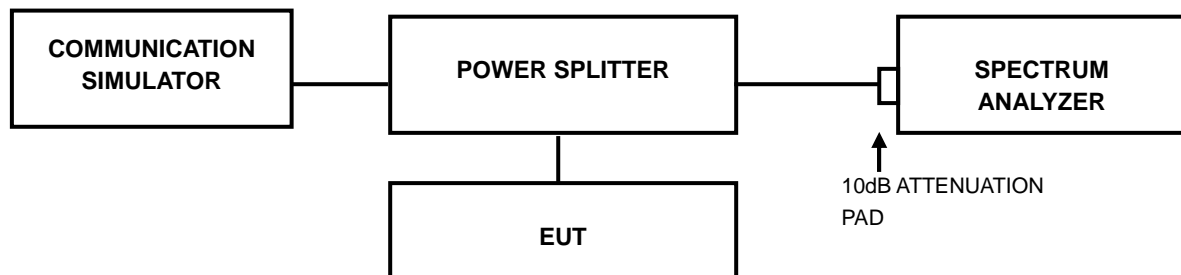 COMMUNICATION
SIMULATOR
POWER SPLITTER
SPECTRUM
ANALYZER
10dB ATTENUATION
PAD
EUT